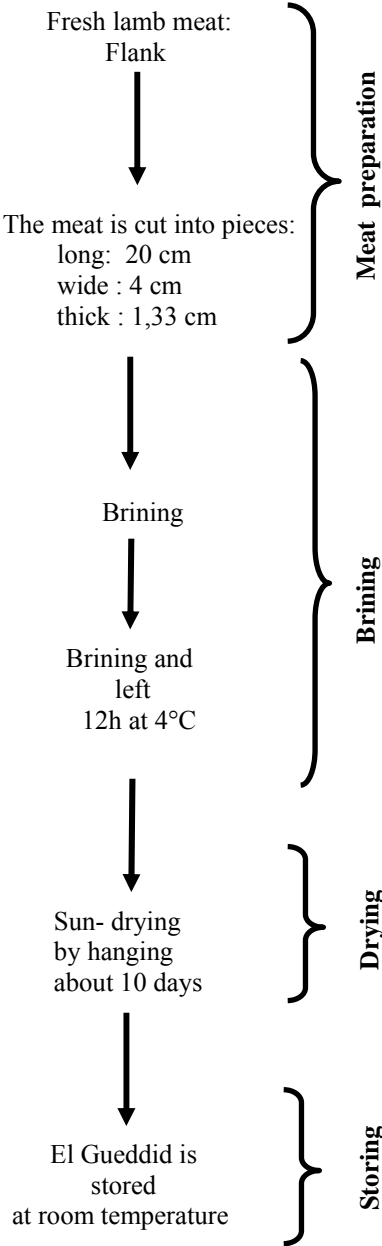 Fresh lamb meat:
Flank
Meat preparation
The meat is cut into pieces:
long: 20 cm
wide : 4 cm
thick : 1,33 cm
Brining
Brining
Brining and
left
12h at 4°C
Sun- drying
by hanging
about 10 days
Drying
El Gueddid is
stored
at room temperature
Storing